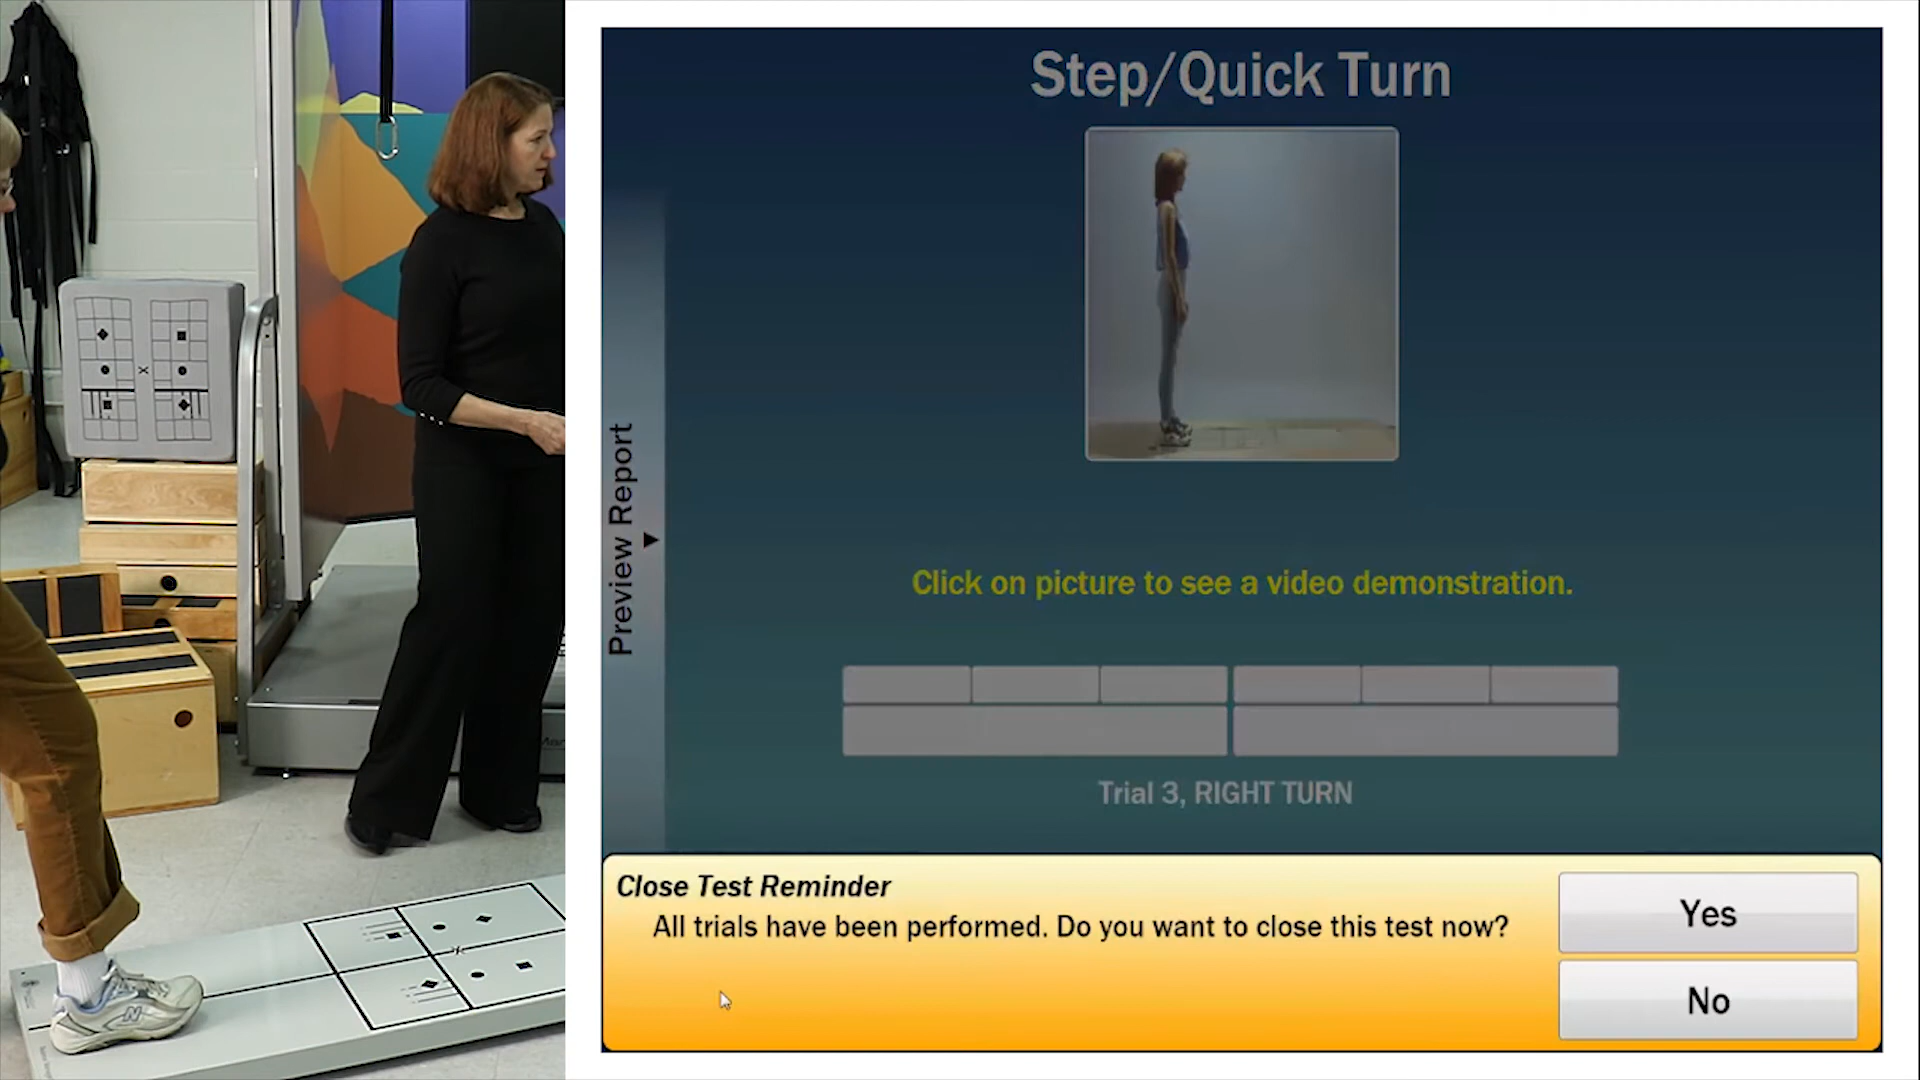 Step/Quick Turn
Preview Report
Click on picture to see a video demonstration.
Trial 3, RIGHT TURN
Close Test Reminder
All trials have been performed. Do you want to close this test now?
Yes
No